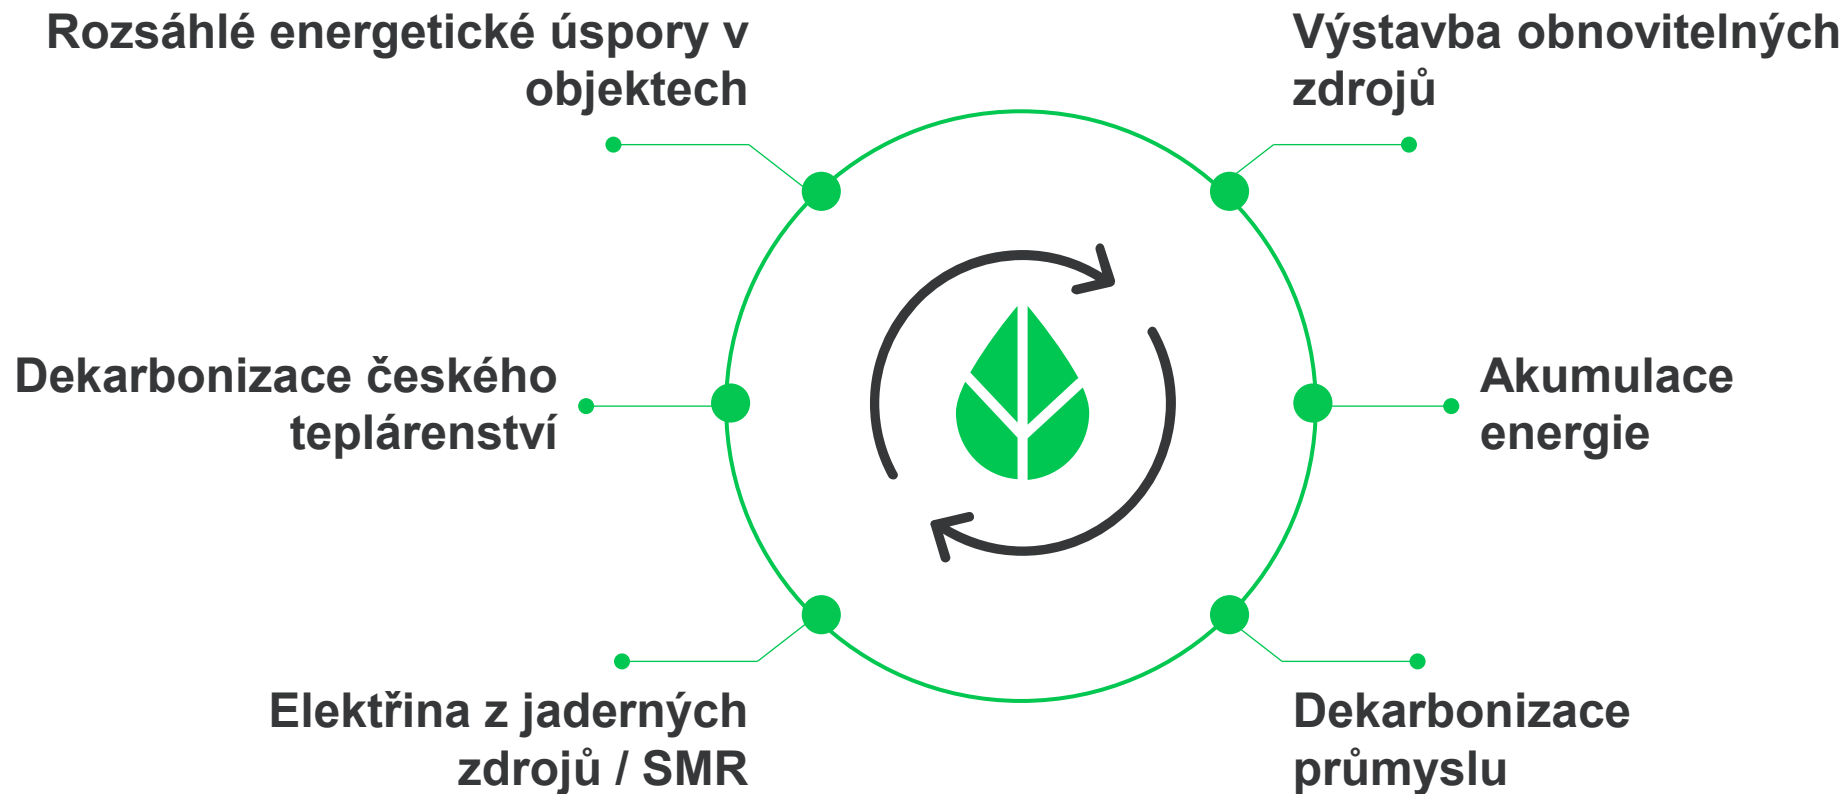 Rozsáhlé energetické úspory v
objektech
Výstavba obnovitelných
zdrojů
Dekarbonizace českého
teplárenství
Akumulace
energie
Elektřina z jaderných
zdrojů / SMR
Dekarbonizace
průmyslu